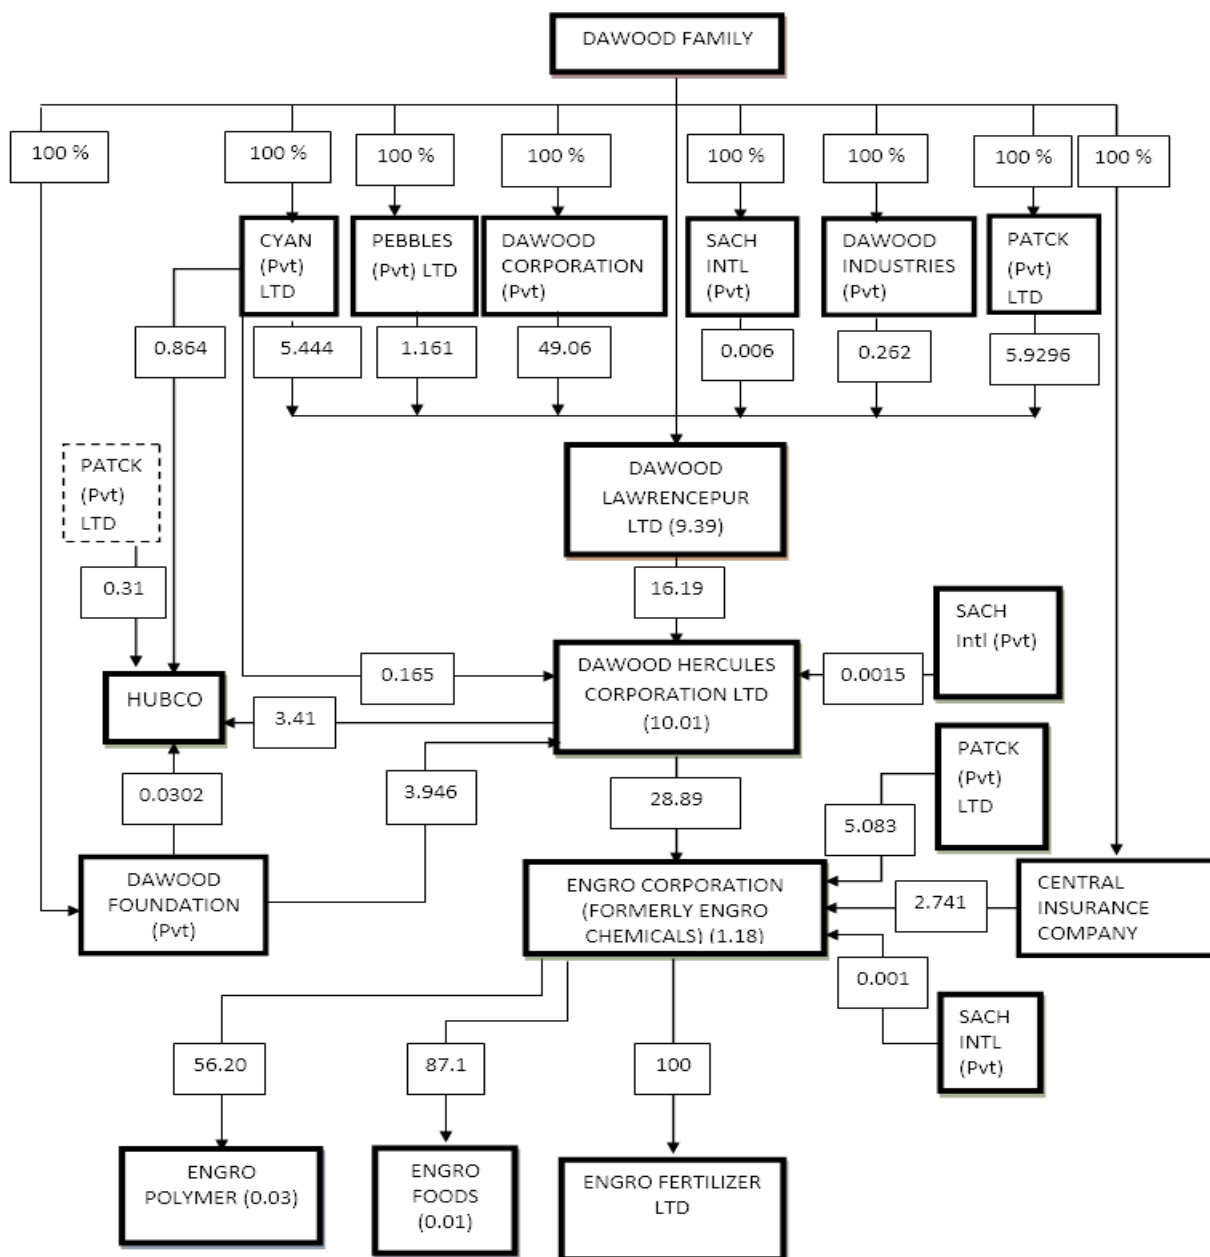 DAWOOD FAMILY
100 %
100 %
100 %
100 %
100 %
100 %
100 %
100 %
CYAN
(Pvt)
LTD
PEBBLES
(Pvt) LTD
DAWOOD
CORPORATION
(Pvt)
SACH
INTL
(Pvt)
DAWOOD
INDUSTRIES
(Pvt)
PATCK
(Pvt)
LTD
0.864
5.444
1.161
49.06
0.006
0.262
5.9296
PATCK
(Pvt)
LTD
DAWOOD
LAWRENCEPUR
LTD (9.39)
0.31
16.19
SACH
Intl (Pvt)
HUBCO
0.165
DAWOOD HERCULES
CORPORATION LTD
(10.01)
0.0015
3.41
PATCK
(Pvt)
LTD
0.0302
3.946
28.89
5.083
DAWOOD
FOUNDATION
(Pvt)
ENGRO CORPORATION
(FORMERLY ENGRO
CHEMICALS) (1.18)
2.741
CENTRAL
INSURANCE
COMPANY
0.001
SACH
INTL
(Pvt)
56.20
87.1
100
ENGRO
POLYMER (0.03)
ENGRO
FOODS
(0.01)
ENGRO FERTILIZER
LTD